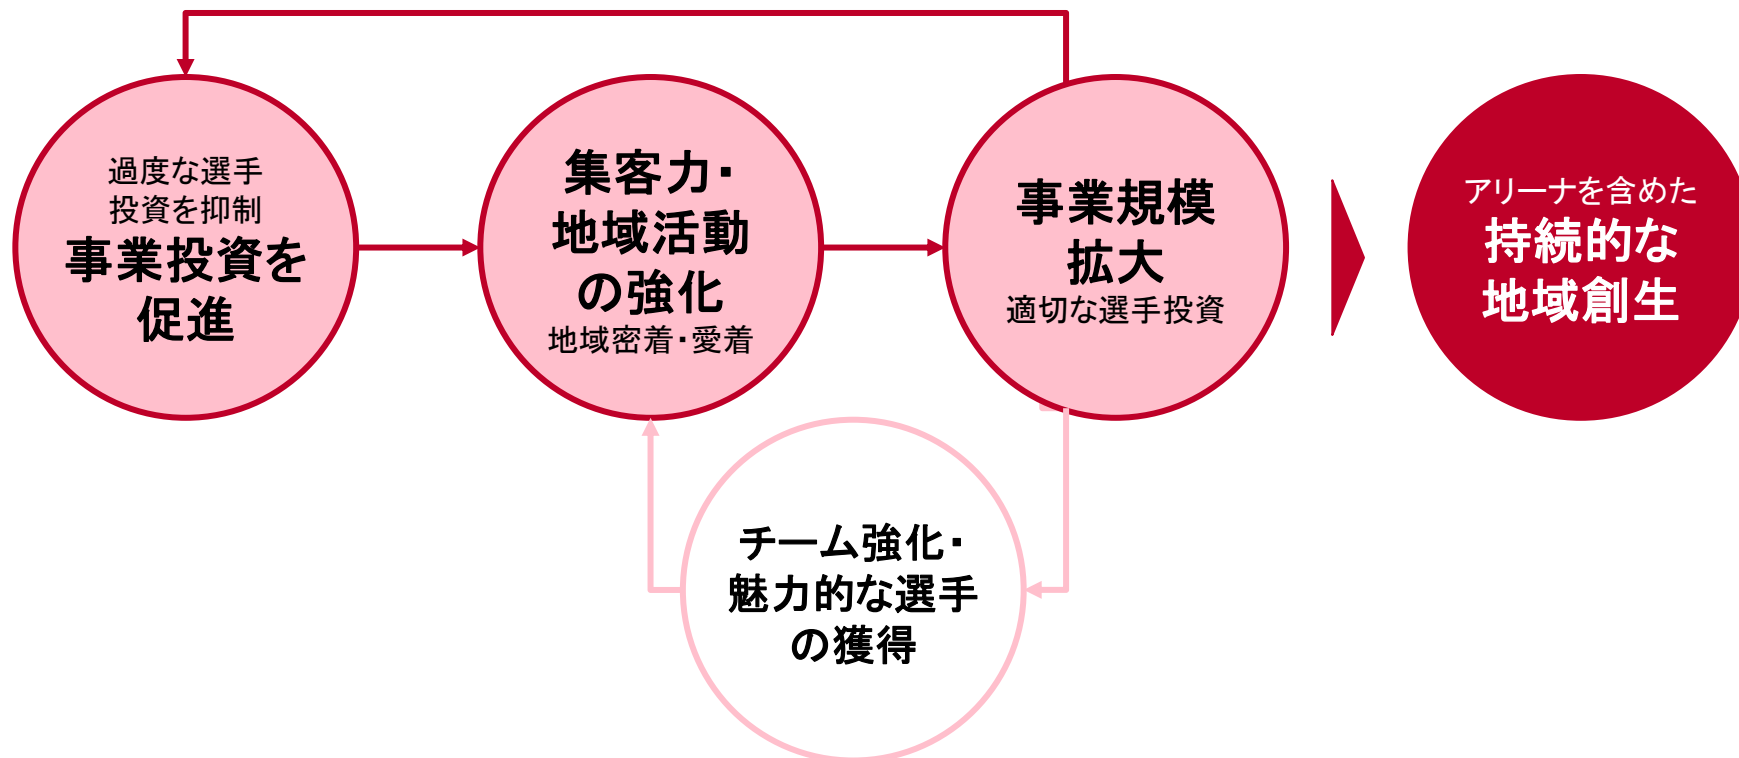 過度な選手
投資を抑制
事業投資を
促進
集客力・
地域活動
の強化
地域密着・愛着
事業規模
拡大
適切な選手投資
アリーナを含めた
持続的な
地域創生
チーム強化・
魅力的な選手
の獲得